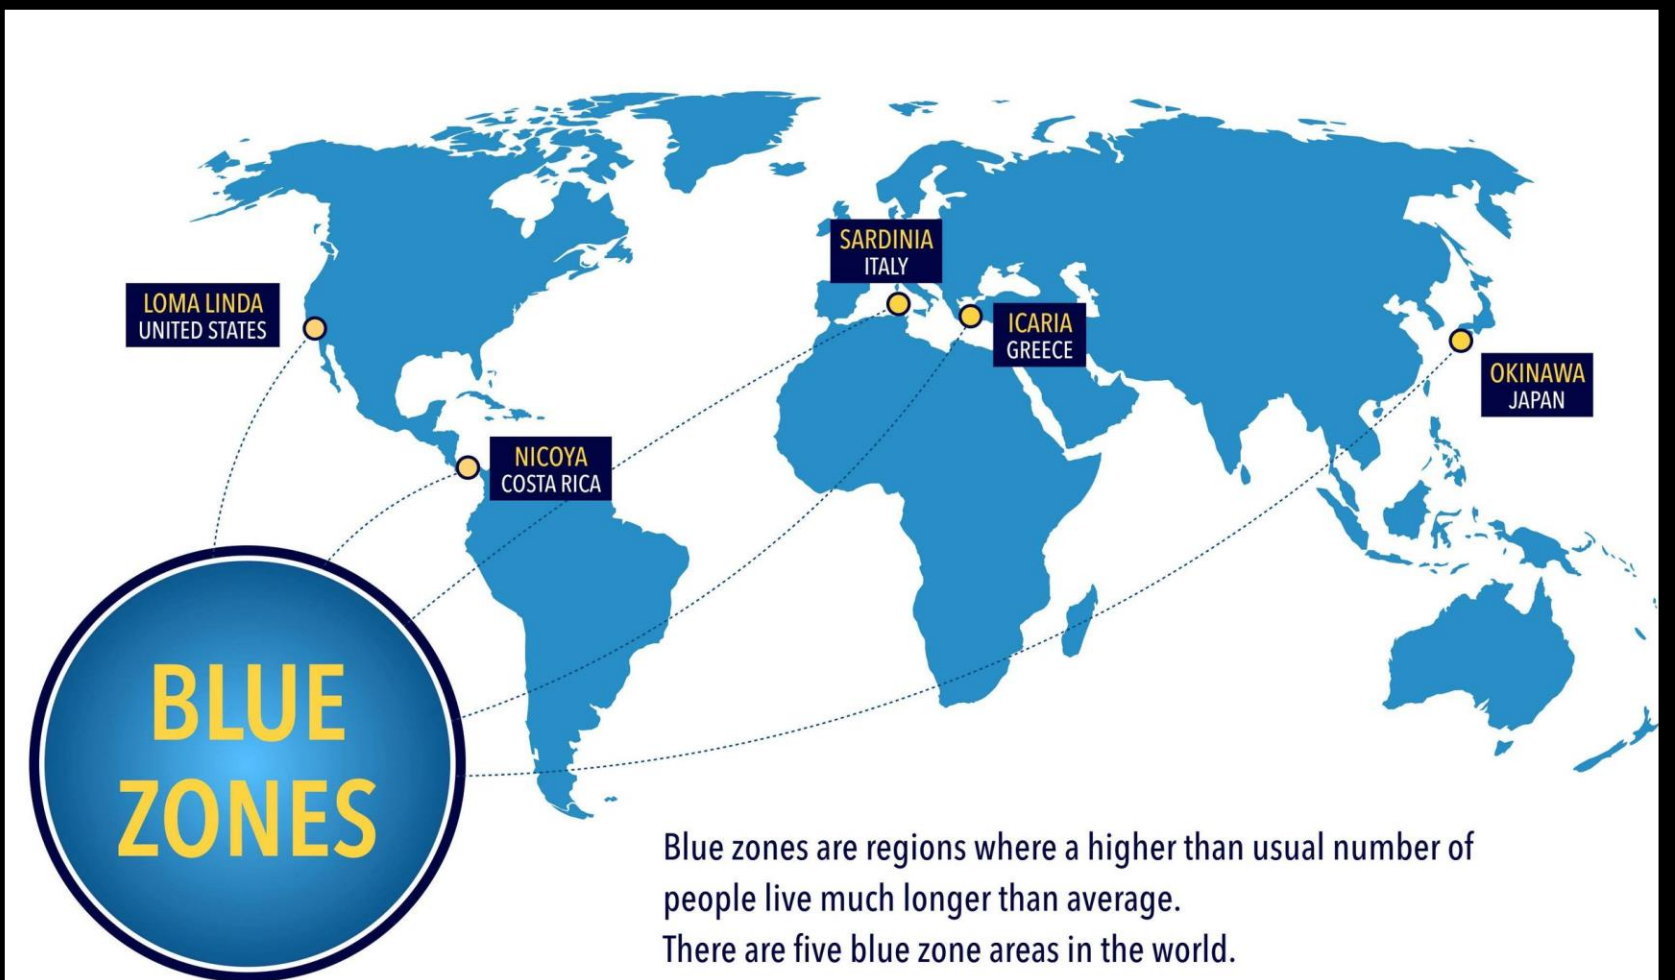 SARDINIA
ITALY
LOMA LINDA
UNITED STATES
ICARIA
GREECE
OKINAWA
JAPAN
NICOYA
COSTA RICA
BLUE
ZONES
Blue zones are regions where a higher than usual number of
people live much longer than average.
There are five blue zone areas in the world.